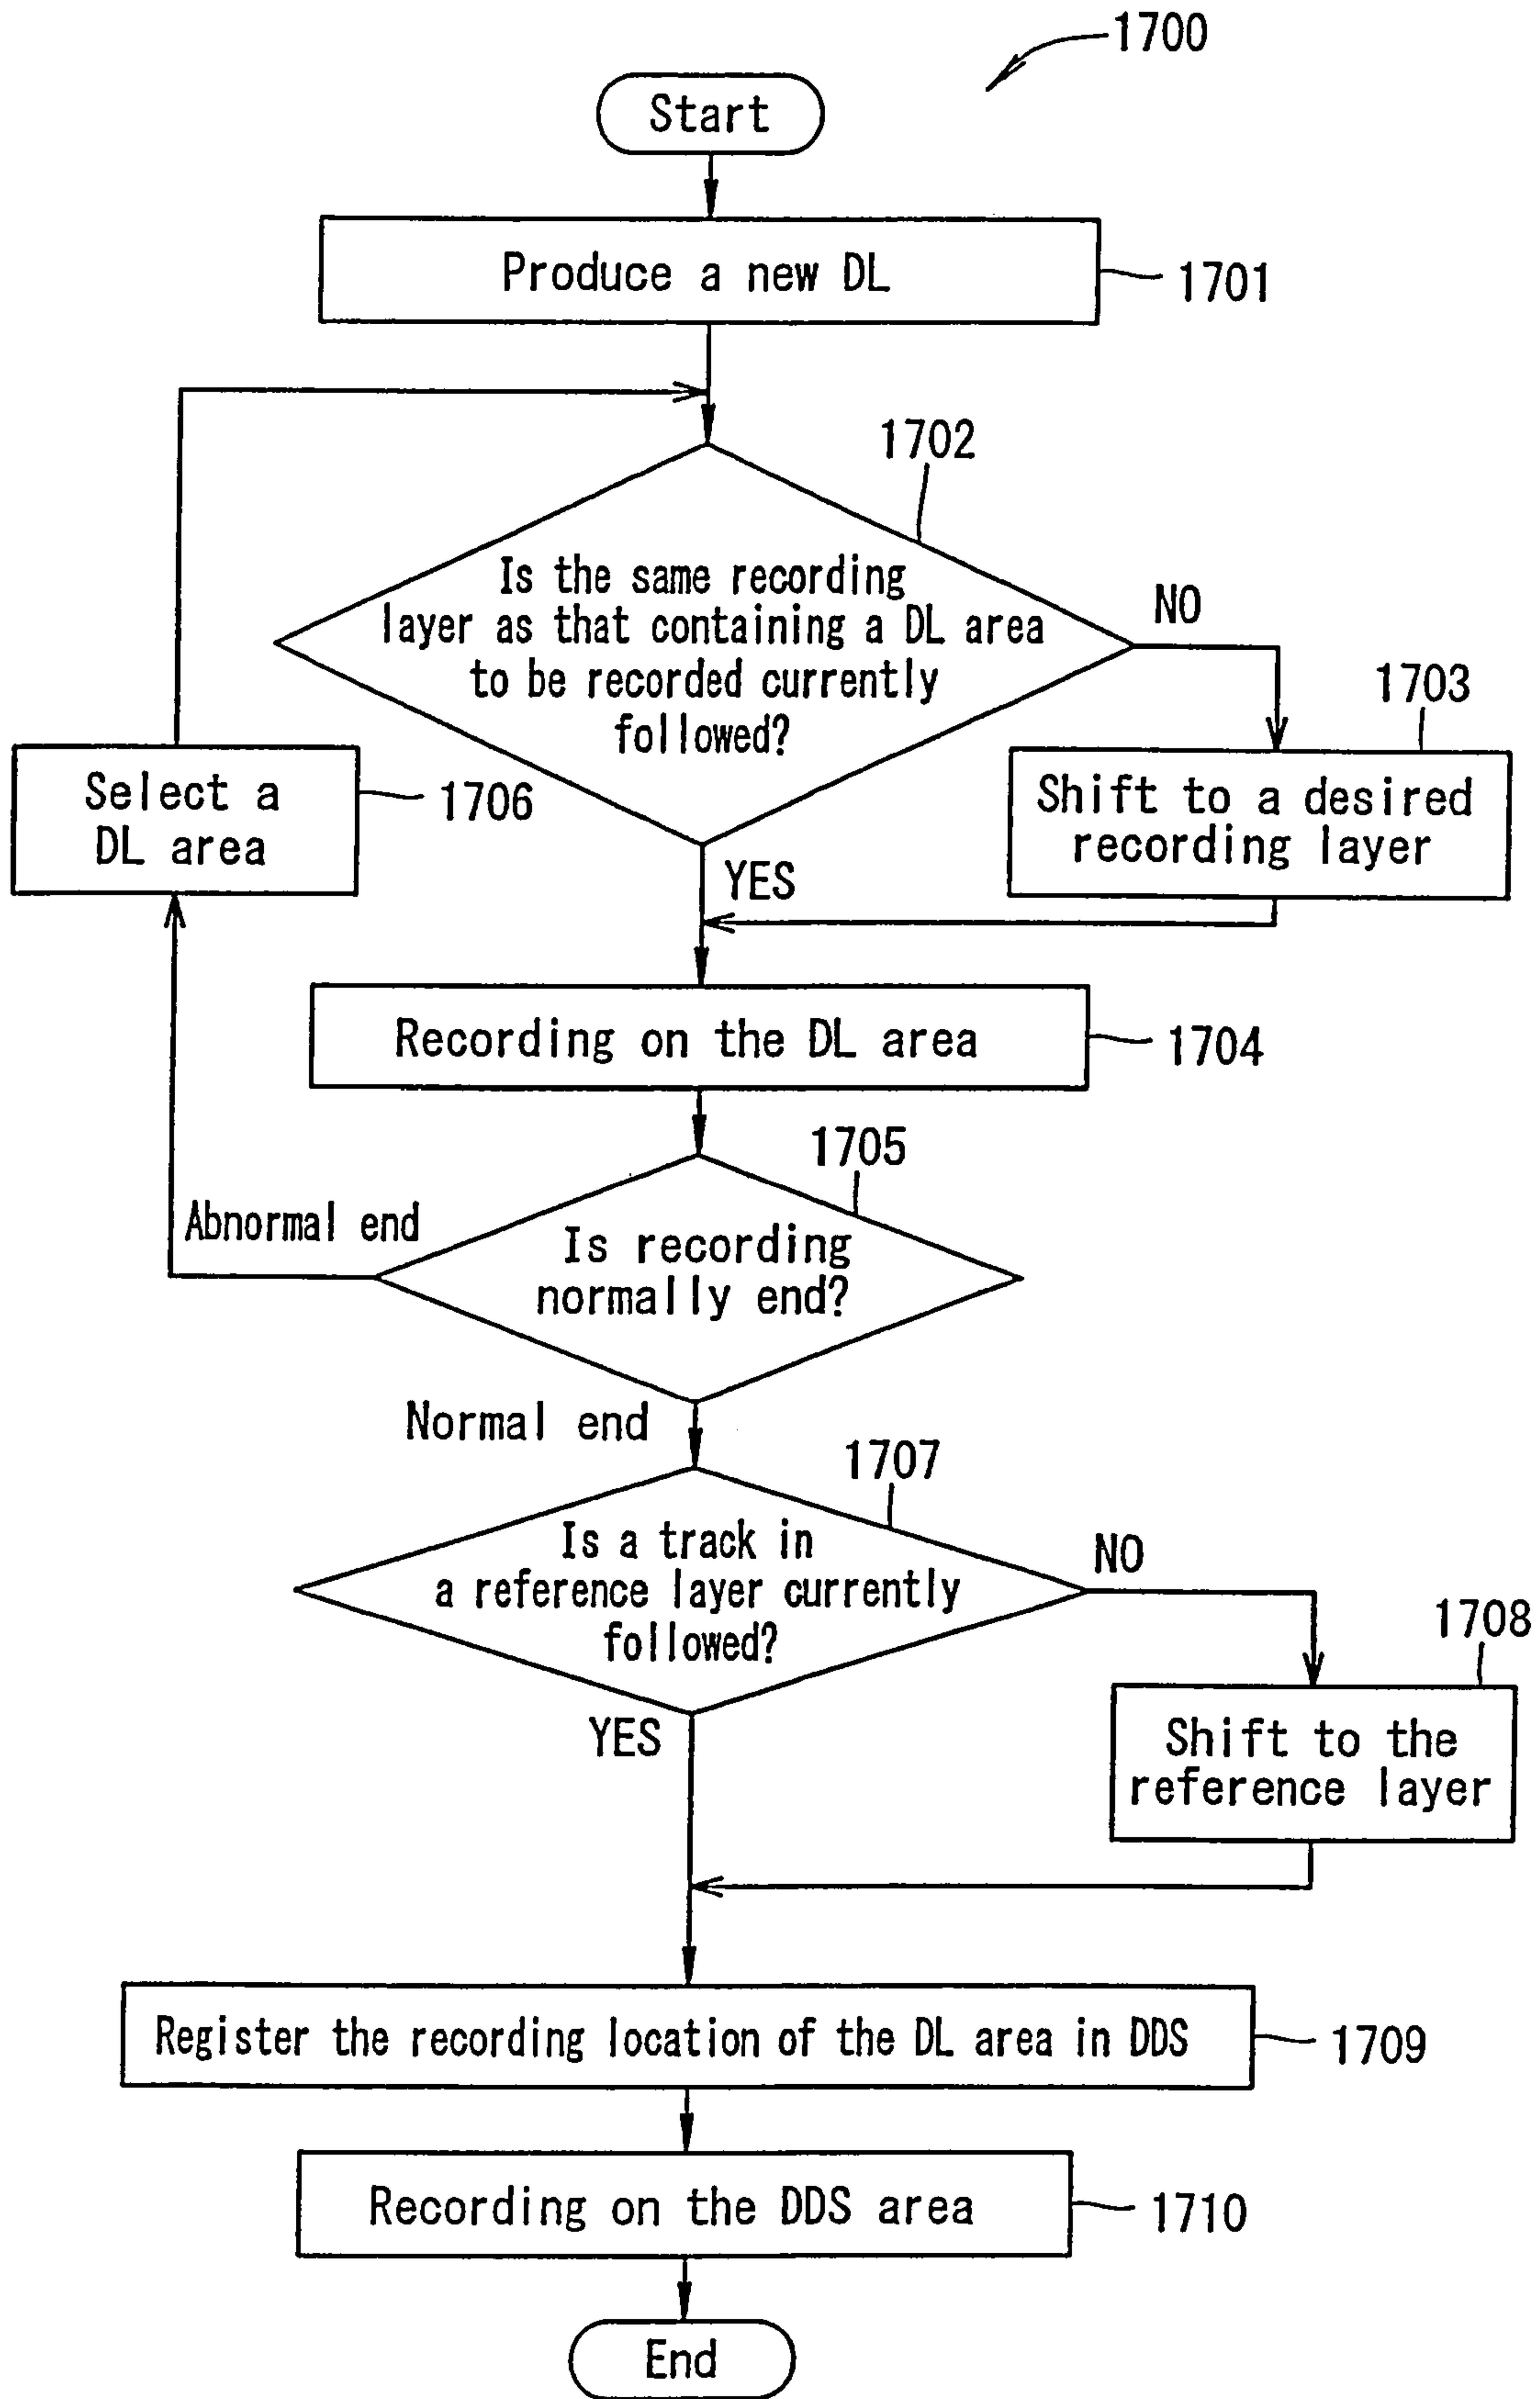 1700
Start
Produce a new DL
1701
1702
Is the same recording
layer as that containing a DL area
to be recorded currently
followed?
NO
1703
Shift to a desired
recording layer
Select a
DL area
1706
YES
Recording on the DL area
1704
1705
Abnormal end
Is recording
normally end?
Normal end
1707
Is a track in
a reference layer currently
followed?
NO
1708
Shift to the
reference layer
YES
Register the recording location of the DL area in DDS
1709
Recording on the DDS area
1710
End